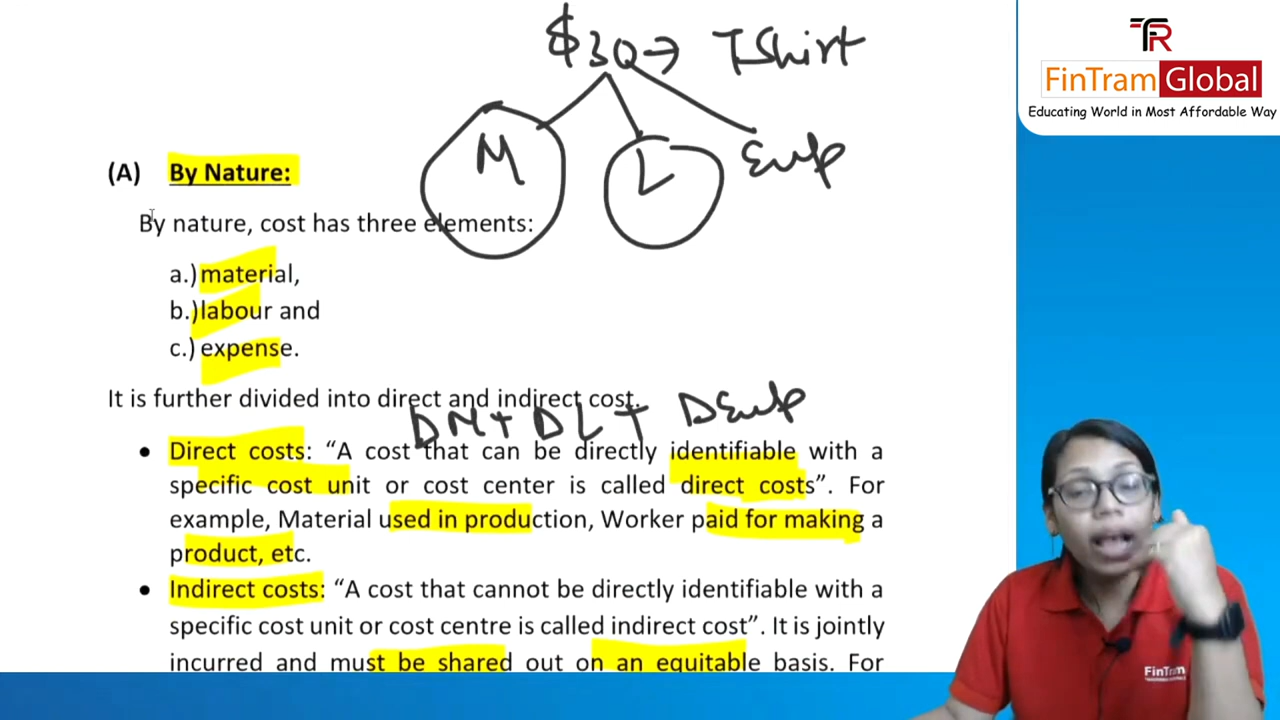 $30→ TShirt
M
L
Exp
TR
FinTram Global
Educating World in Most Affordable Way
(A) By Nature:
By nature, cost has three elements:
a.) material,
b.) labour and
c.) expense.
It is further divided into direct and indirect cost.
DM+ DL+ DExp
• Direct costs: “A cost that can be directly identifiable with a
specific cost unit or cost center is called direct costs”. For
example, Material used in production, Worker paid for making a
product, etc.
• Indirect costs: “A cost that cannot be directly identifiable with a
specific cost unit or cost centre is called indirect cost”. It is jointly
incurred and must be shared out on an equitable basis. For
FinTram